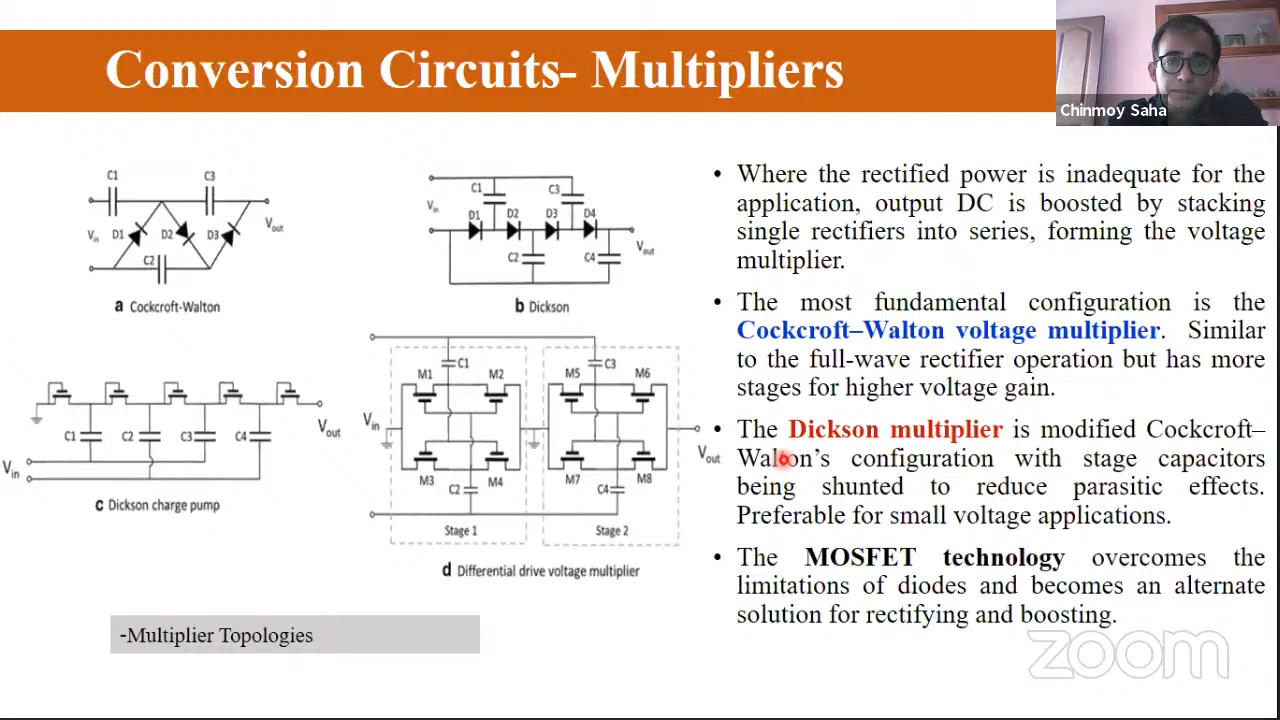 Conversion Circuits- Multipliers
Chinmoy Saha
C1
C3
Vin
D1
D2
D3
Vout
C2
a Cockcroft-Walton
C1
C3
Vin
D1
D2
D3
D4
C2
C4
Vout
b Dickson
C1
C2
C3
C4
Vout
Vin
c Dickson charge pump
C1
C3
M1
M2
M5
M6
Vin
Vout
M3
M4
M7
M8
C2
C4
Stage 1
Stage 2
d Differential drive voltage multiplier
-Multiplier Topologies
• Where the rectified power is inadequate for the
application, output DC is boosted by stacking
single rectifiers into series, forming the voltage
multiplier.
• The most fundamental configuration is the
Cockcroft–Walton voltage multiplier. Similar
to the full-wave rectifier operation but has more
stages for higher voltage gain.
• The Dickson multiplier is modified Cockcroft–
Walton’s configuration with stage capacitors
being shunted to reduce parasitic effects.
Preferable for small voltage applications.
• The MOSFET technology overcomes the
limitations of diodes and becomes an alternate
solution for rectifying and boosting.
zoom